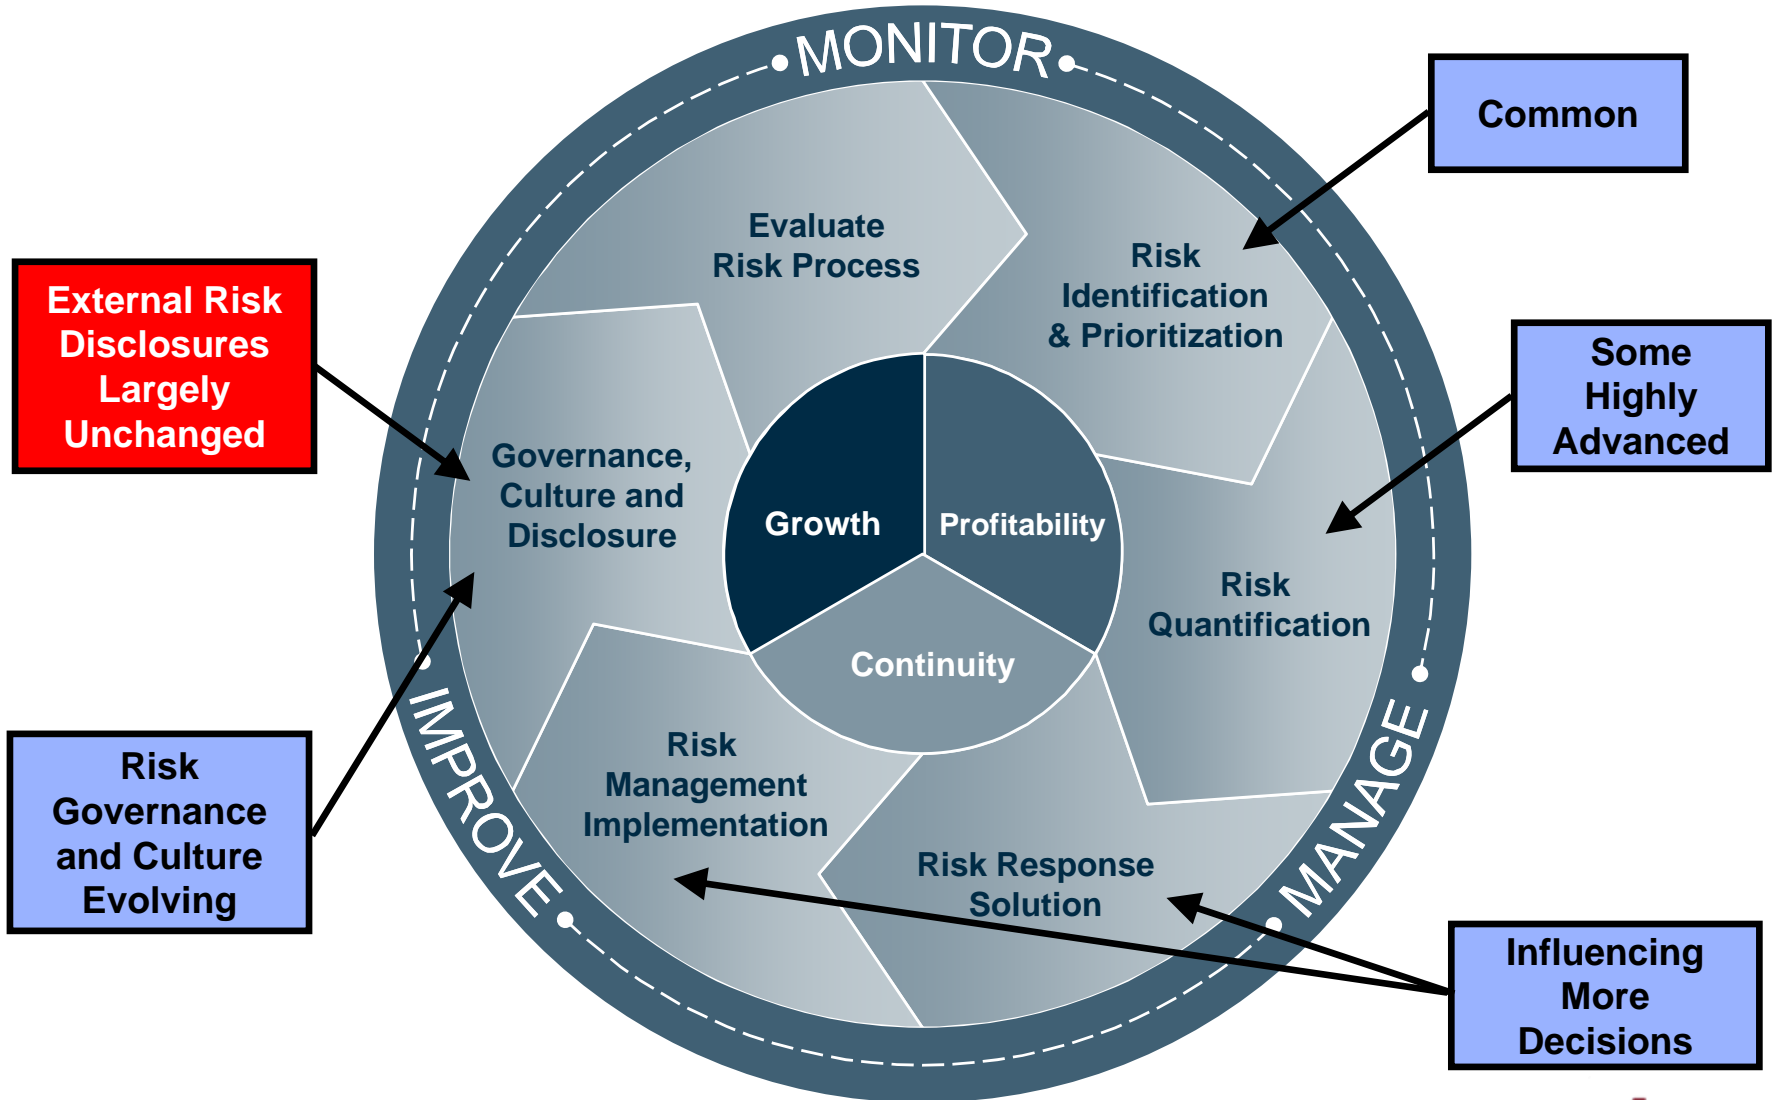 MONITOR
Common
Evaluate
Risk Process
Risk
Identification
& Prioritization
External Risk
Disclosures
Largely
Unchanged
Some
Highly
Advanced
Governance,
Culture and
Disclosure
Growth
Profitability
Risk
Quantification
Continuity
IMPROVE
MANAGE
Risk
Management
Implementation
Risk
Governance
and Culture
Evolving
Risk Response
Solution
Influencing
More
Decisions